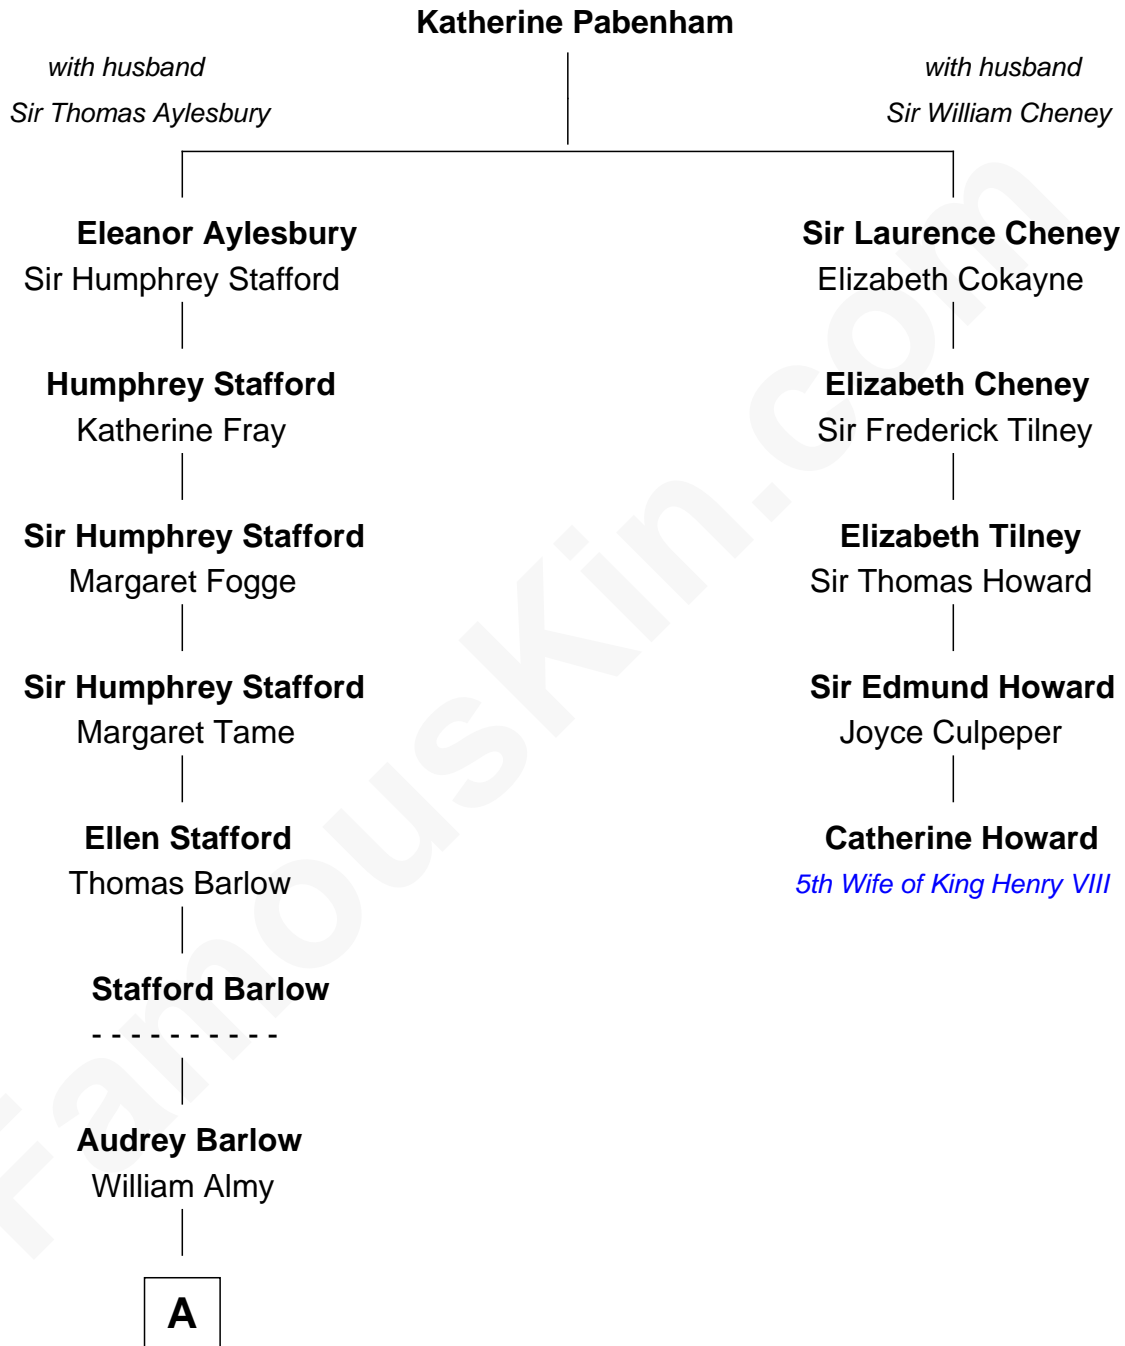 Katherine Pabenham
with husband
Sir Thomas Aylesbury
with husband
Sir William Cheney
Eleanor Aylesbury
Sir Humphrey Stafford
Sir Laurence Cheney
Elizabeth Cokayne
Humphrey Stafford
Katherine Fray
Elizabeth Cheney
Sir Frederick Tilney
Sir Humphrey Stafford
Margaret Fogge
Elizabeth Tilney
Sir Thomas Howard
Sir Humphrey Stafford
Margaret Tame
Sir Edmund Howard
Joyce Culpeper
Ellen Stafford
Thomas Barlow
Catherine Howard
5th Wife of King Henry VIII
Stafford Barlow
- - - - - - - - - -
Audrey Barlow
William Almy
A
FamousKin.com